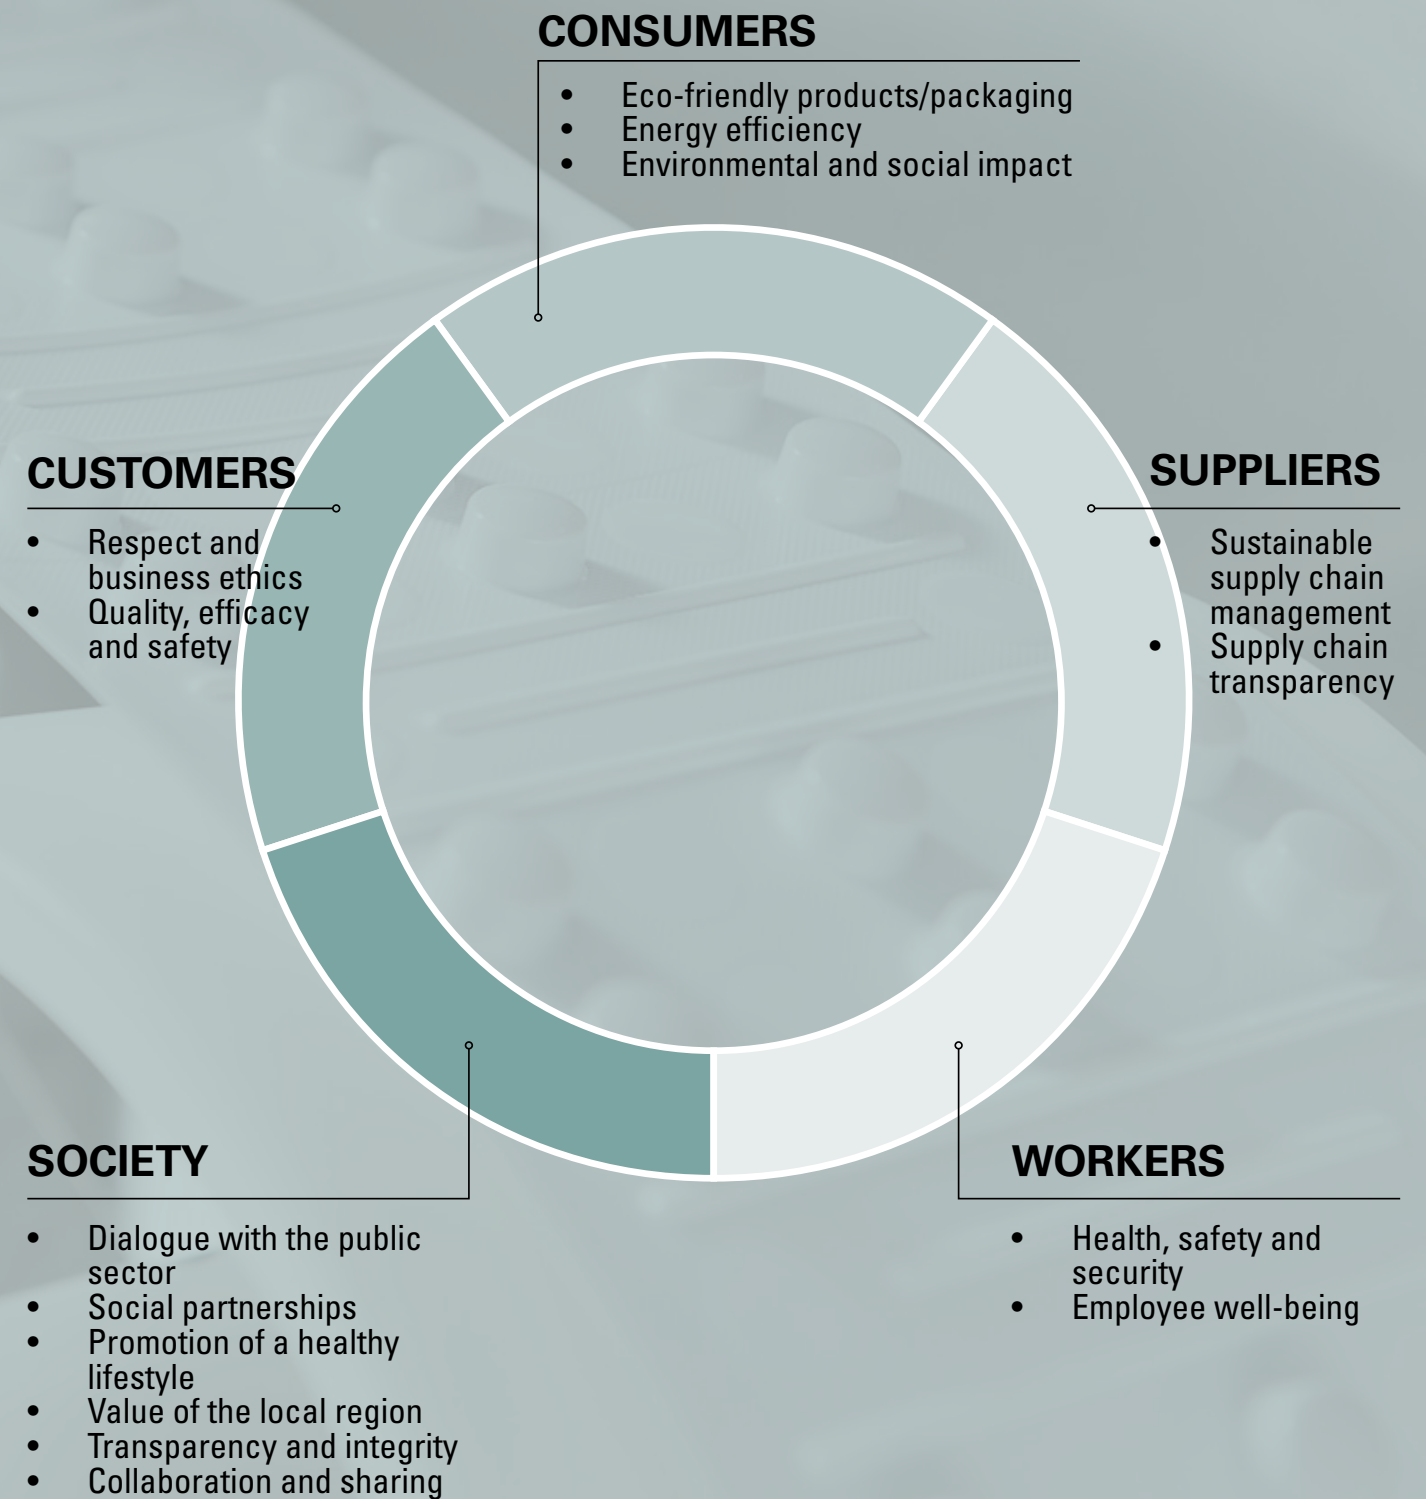 CONSUMERS
• Eco-friendly products/packaging
• Energy efficiency
• Environmental and social impact
CUSTOMERS
• Respect and
business ethics
• Quality, efficacy
and safety
SUPPLIERS
• Sustainable
supply chain
management
• Supply chain
transparency
SOCIETY
• Dialogue with the public
sector
• Social partnerships
• Promotion of a healthy
lifestyle
• Value of the local region
• Transparency and integrity
• Collaboration and sharing
WORKERS
• Health, safety and
security
• Employee well-being